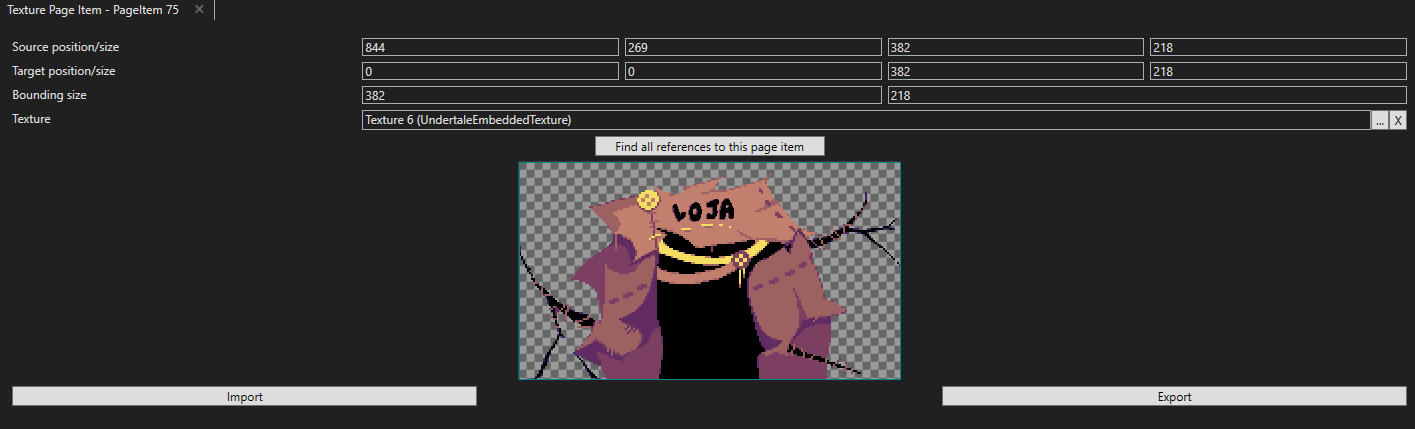 Texture Page Item - PageItem 75 ✕
Source position/size 844 269 382 218
Target position/size 0 0 382 218
Bounding size 382 218
Texture Texture 6 (UndertaleEmbeddedTexture) ... X
Find all references to this page item
LOJA
Import Export